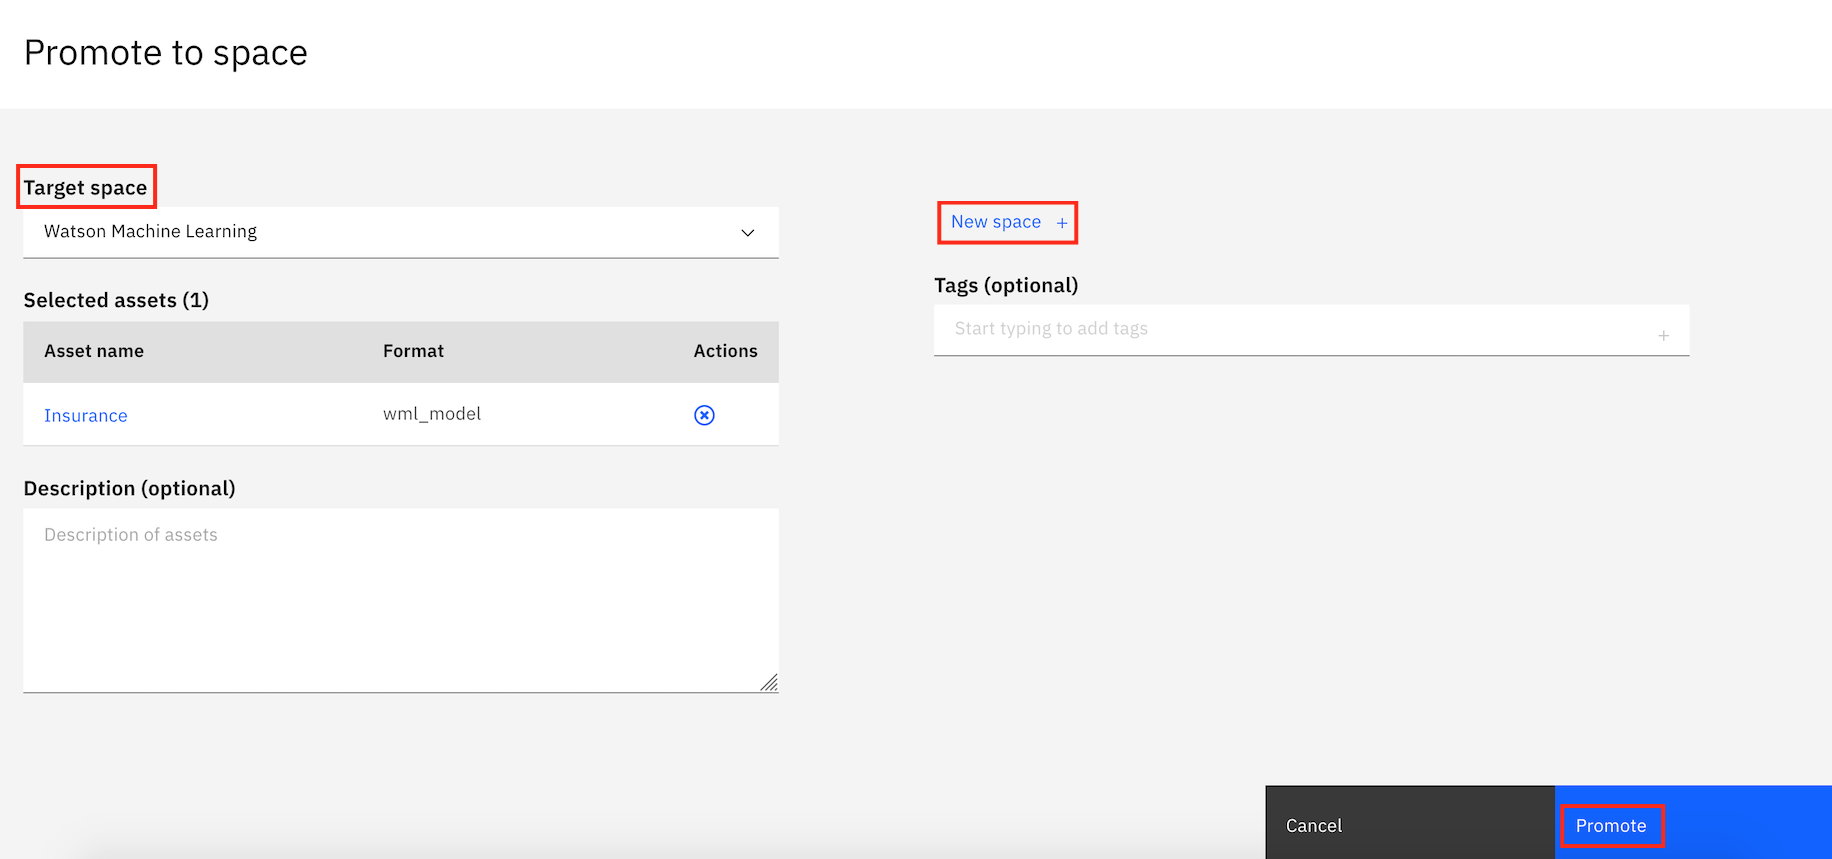 Promote to space
Target space
Watson Machine Learning
New space +
Selected assets (1)
Asset name Format Actions
Insurance wml_model
Description (optional)
Description of assets
Tags (optional)
Start typing to add tags +
Cancel Promote